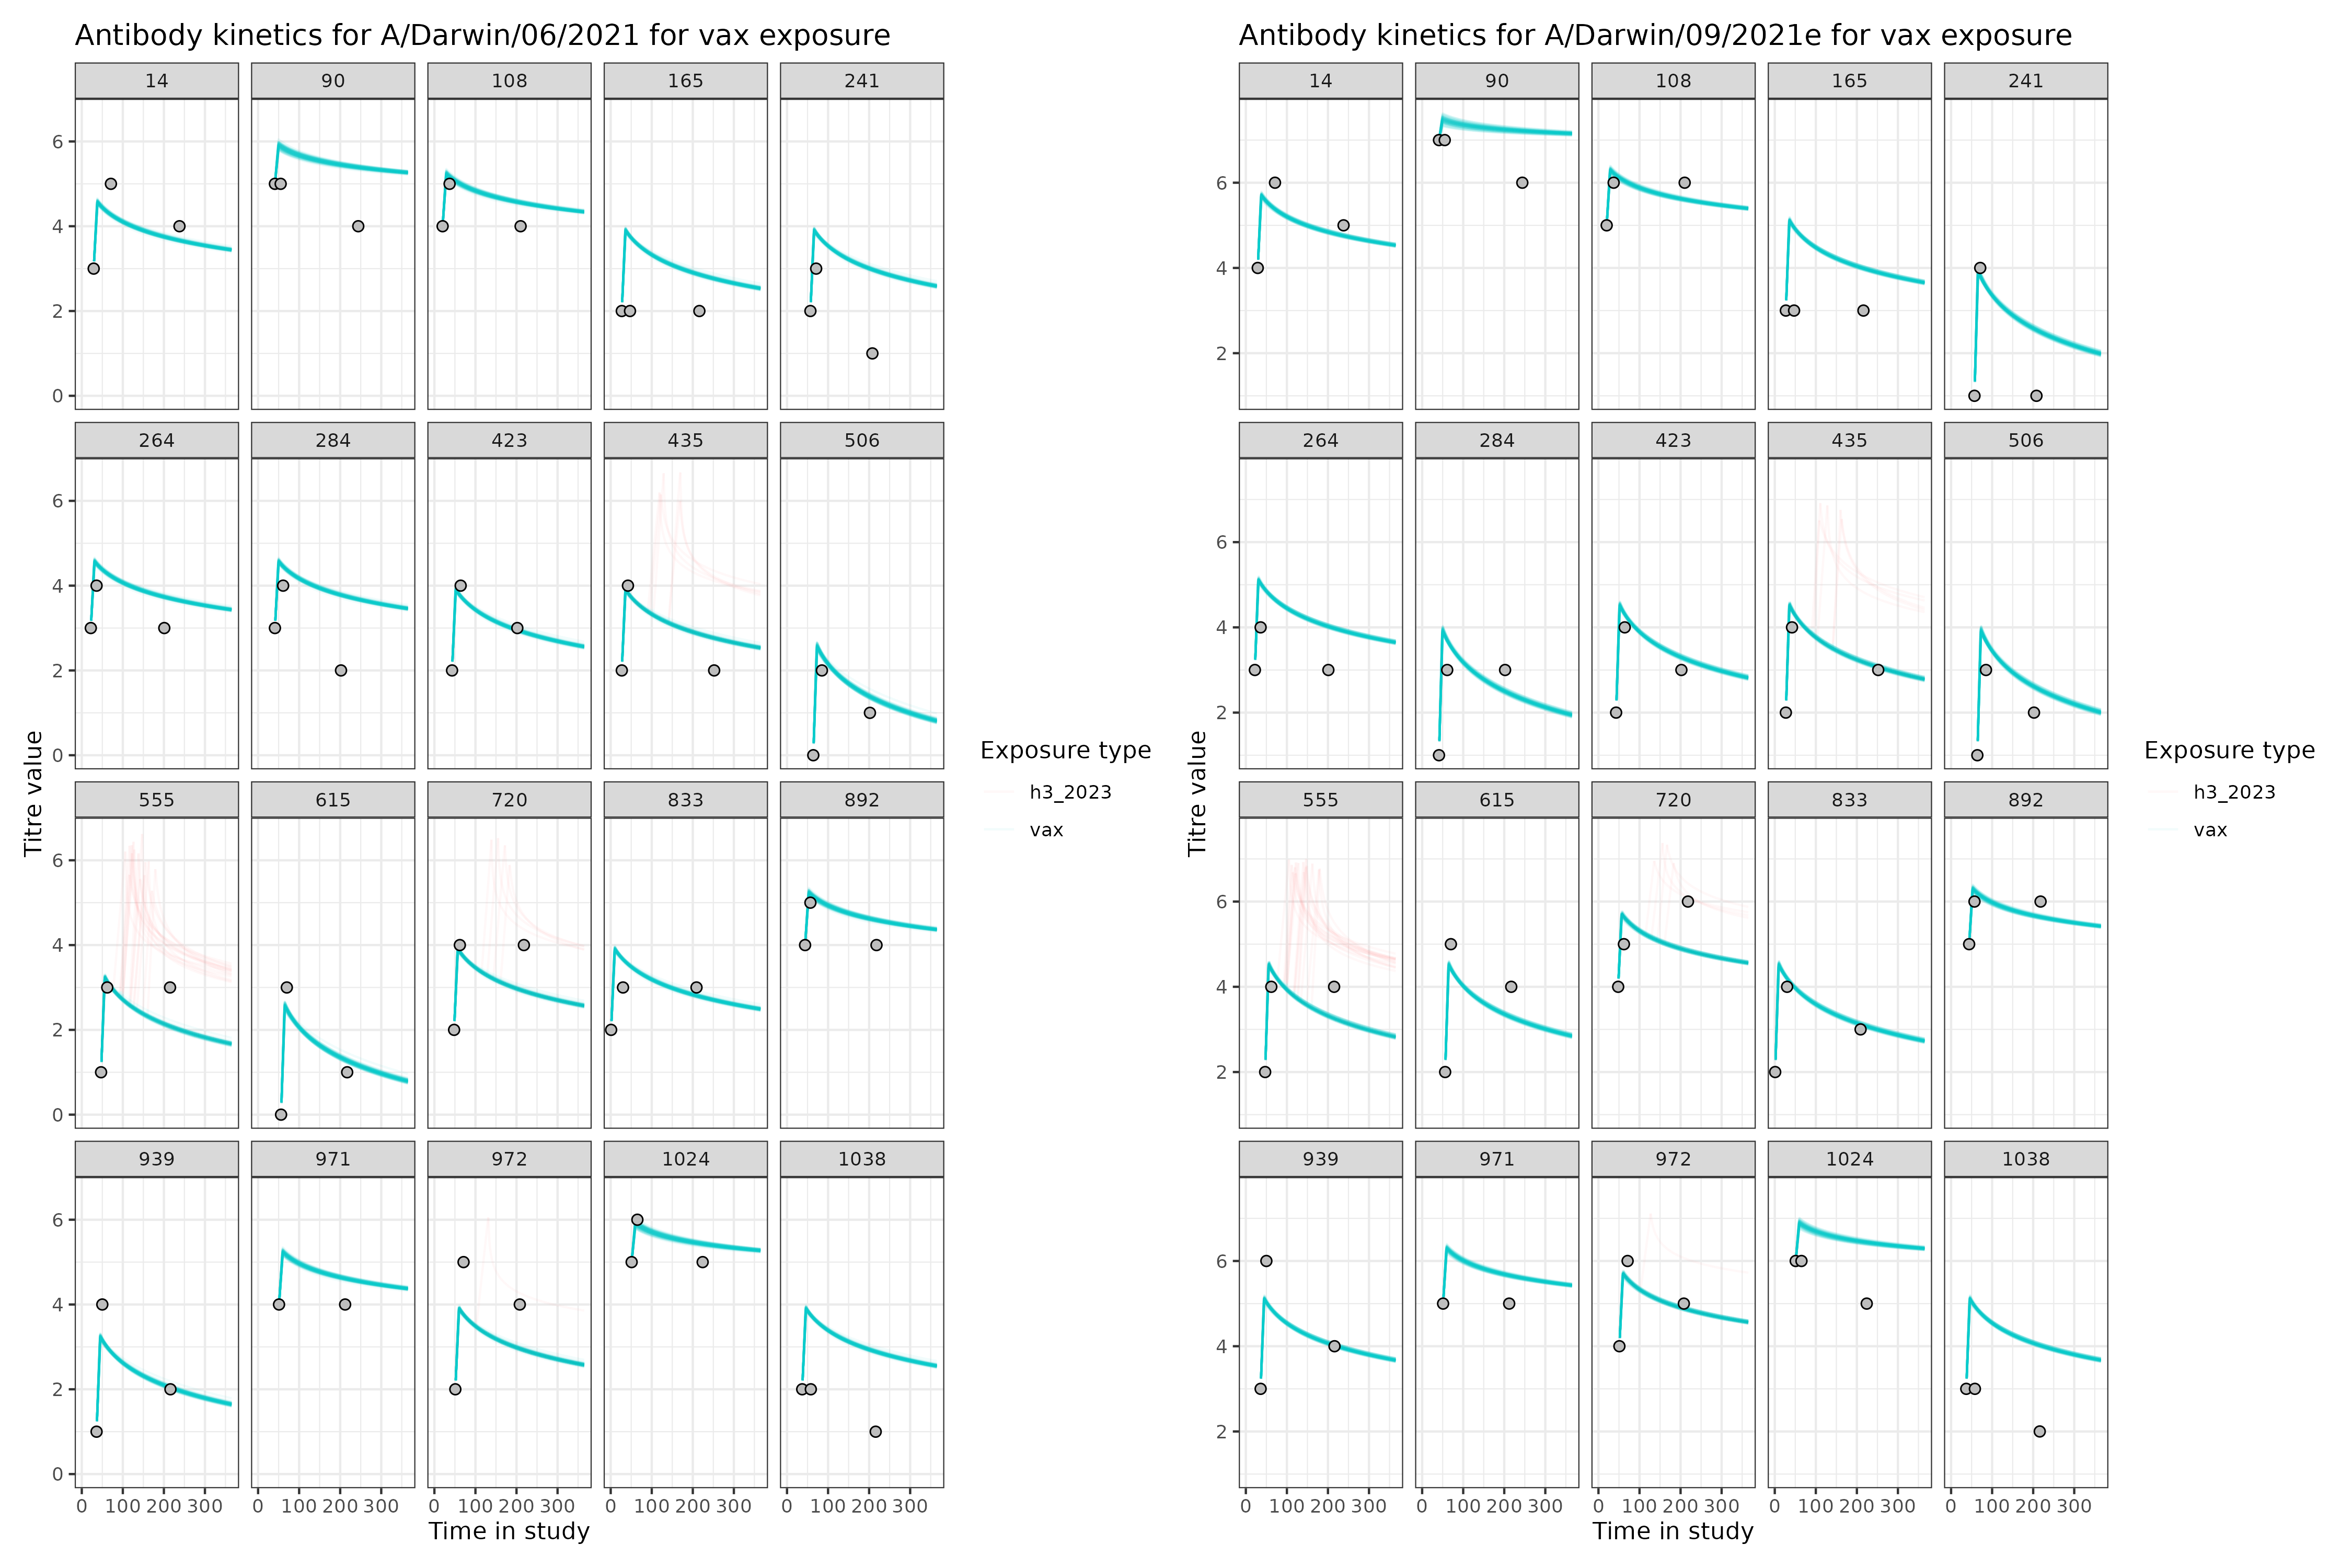 Antibody kinetics for A/Darwin/06/2021 for vax exposure
14 90 108 165 241
6
4
2
0
264 284 423 435 506
6
4
2
0
555 615 720 833 892
6
4
2
0
939 971 972 1024 1038
6
4
2
0
0 100 200 300 0 100 200 300 0 100 200 300 0 100 200 300 0 100 200 300
Time in study
Titre value
Exposure type
h3_2023
vax
Antibody kinetics for A/Darwin/09/2021e for vax exposure
14 90 108 165 241
6
4
2
264 284 423 435 506
6
4
2
555 615 720 833 892
6
4
2
939 971 972 1024 1038
6
4
2
0 100 200 300 0 100 200 300 0 100 200 300 0 100 200 300 0 100 200 300
Time in study
Titre value
Exposure type
h3_2023
vax